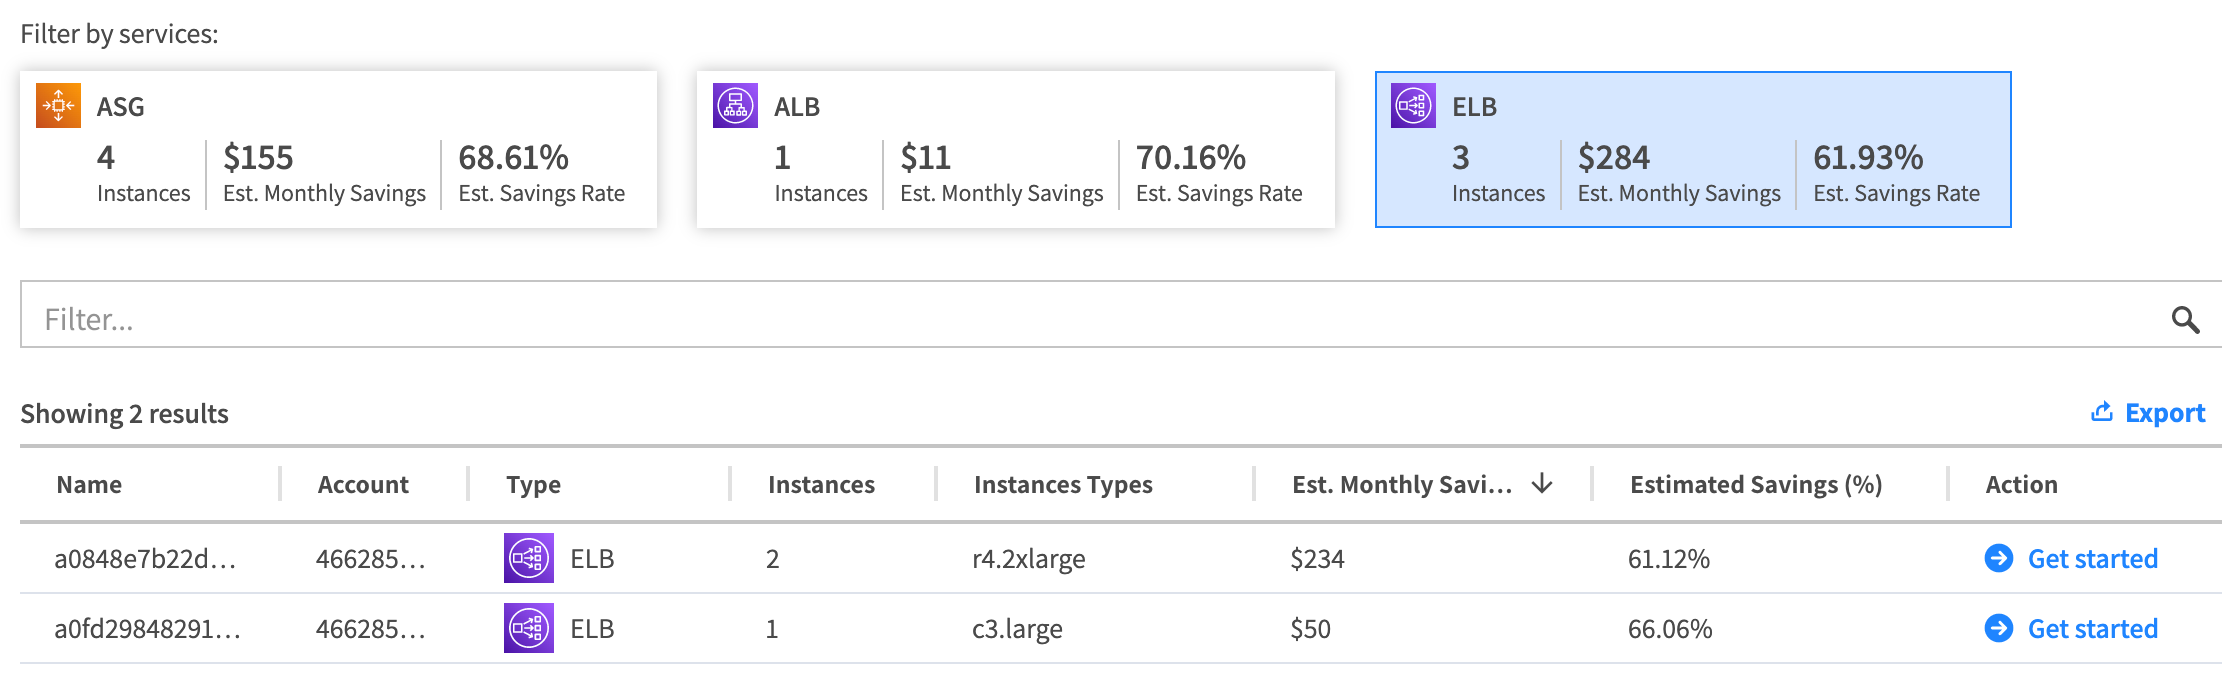 Filter by services:
ASG
4 $155 68.61%
Instances Est. Monthly Savings Est. Savings Rate
ALB
1 $11 70.16%
Instances Est. Monthly Savings Est. Savings Rate
ELB
3 $284 61.93%
Instances Est. Monthly Savings Est. Savings Rate
Filter...
Showing 2 results Export
Name Account Type Instances Instances Types Est. Monthly Savi... Estimated Savings (%) Action
a0848e7b22d... 466285... ELB 2 r4.2xlarge $234 61.12% Get started
a0fd29848291... 466285... ELB 1 c3.large $50 66.06% Get started